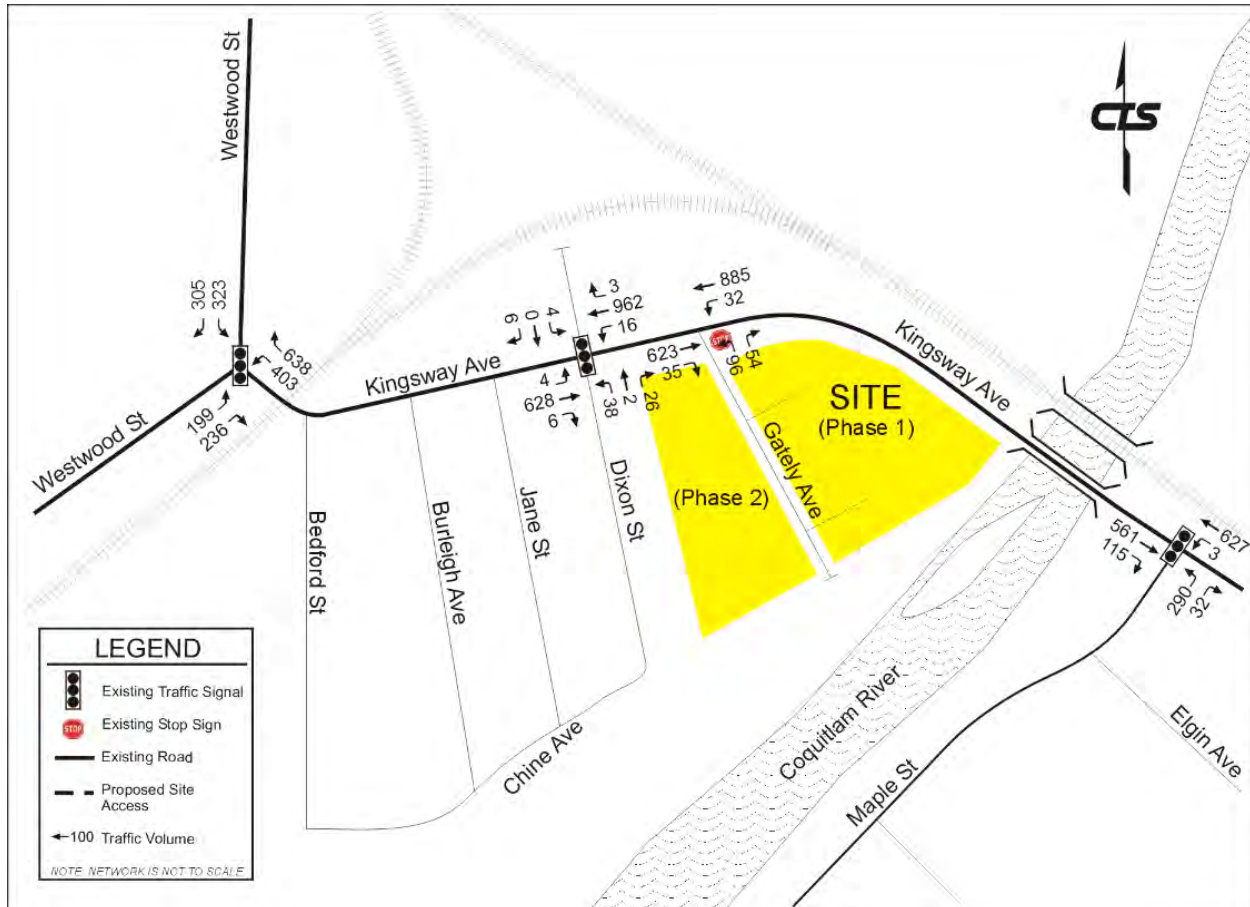 Westwood St
CTS
305
323
638
403
199
236
Westwood St
6
0
4
3
962
16
885
32
Kingsway Ave
4
628
6
38
2
26
623
35
96
54
Kingsway Ave
SITE
(Phase 1)
(Phase 2)
Gately Ave
Dixon St
Jane St
Burleigh Ave
Bedford St
Chine Ave
561
115
627
3
290
32
Coquitlam River
Maple St
Elgin Ave
LEGEND
Existing Traffic Signal
STOP
Existing Stop Sign
Existing Road
Proposed Site
Access
100 Traffic Volume
NOTE: NETWORK IS NOT TO SCALE
STOP